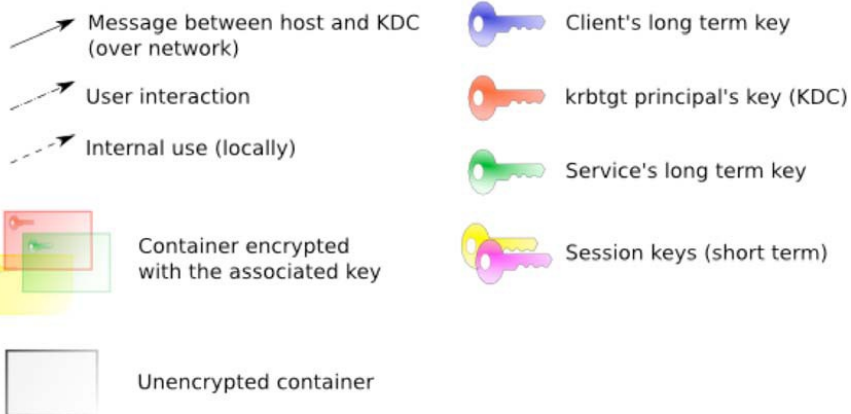 Message between host and KDC
(over network)
User interaction
Internal use (locally)
Container encrypted
with the associated key
Unencrypted container
Client's long term key
krbtgt principal's key (KDC)
Service's long term key
Session keys (short term)